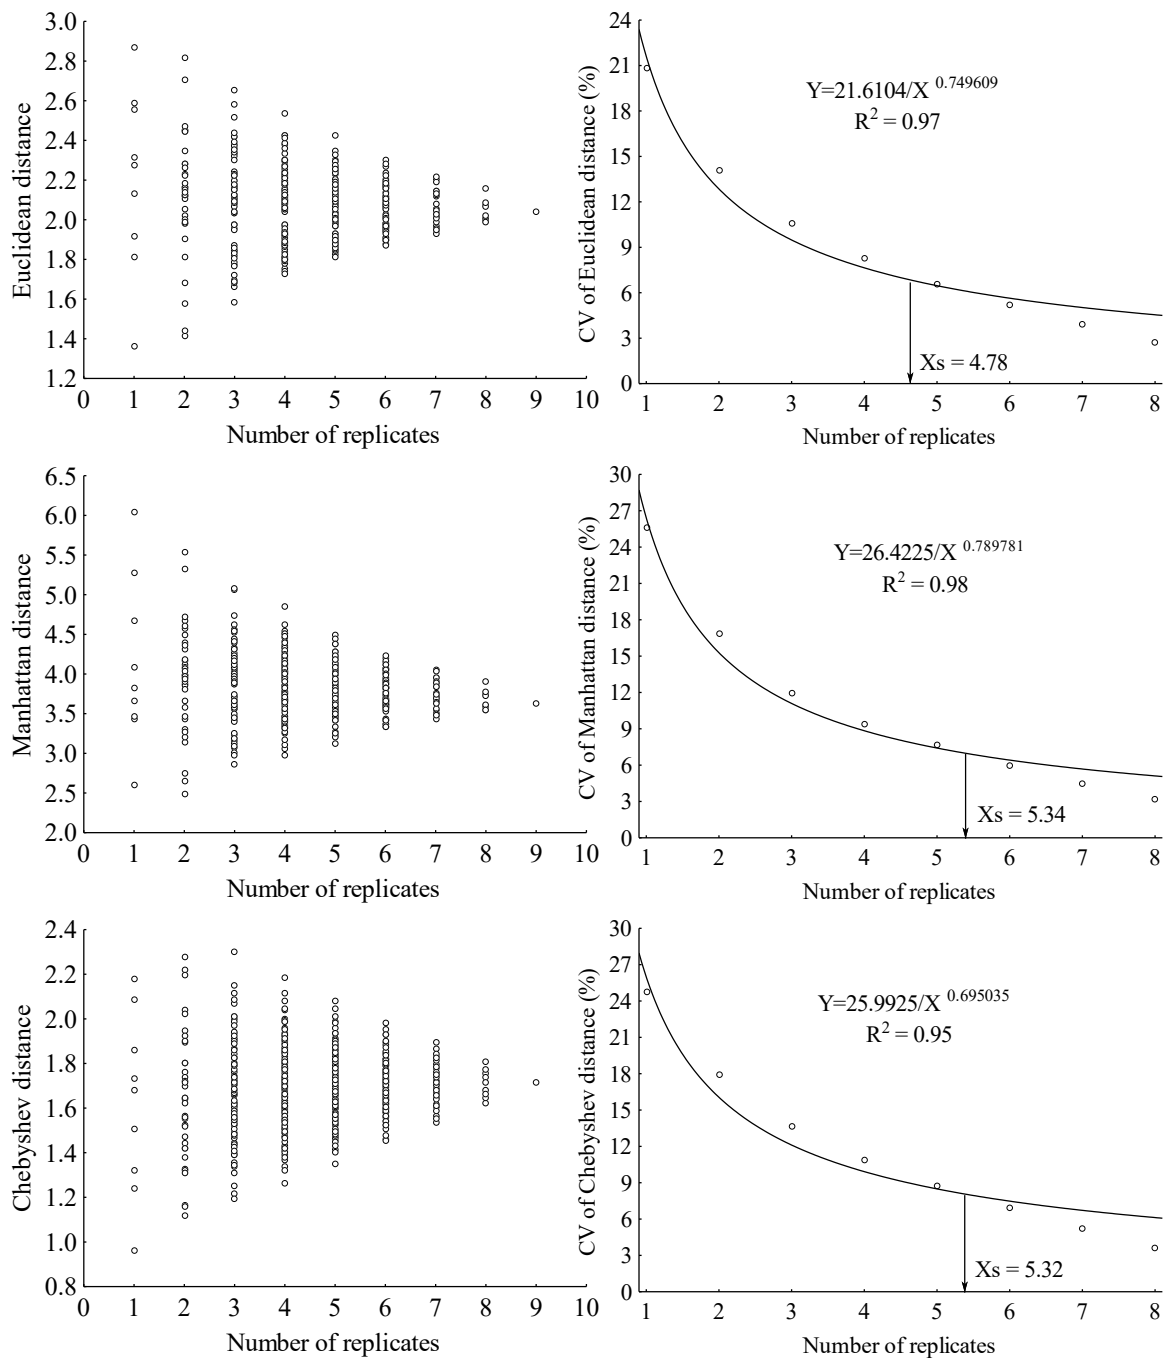 3.0
2.8
2.6
2.4
2.2
2.0
1.8
1.6
1.4
1.2
Euclidean distance
0 1 2 3 4 5 6 7 8 9 10
Number of replicates
24
21
18
15
12
9
6
3
0
CV of Euclidean distance (%)
Y=21.6104/X 0.749609
R2 = 0.97
Xs = 4.78
1 2 3 4 5 6 7 8
Number of replicates
6.5
6.0
5.5
5.0
4.5
4.0
3.5
3.0
2.5
2.0
Manhattan distance
0 1 2 3 4 5 6 7 8 9 10
Number of replicates
30
27
24
21
18
15
12
9
6
3
0
CV of Manhattan distance (%)
Y=26.4225/X 0.789781
R2 = 0.98
Xs = 5.34
1 2 3 4 5 6 7 8
Number of replicates
2.4
2.2
2.0
1.8
1.6
1.4
1.2
1.0
0.8
Chebyshev distance
0 1 2 3 4 5 6 7 8 9 10
Number of replicates
30
27
24
21
18
15
12
9
6
3
0
CV of Chebyshev distance (%)
Y=25.9925/X 0.695035
R2 = 0.95
Xs = 5.32
1 2 3 4 5 6 7 8
Number of replicates